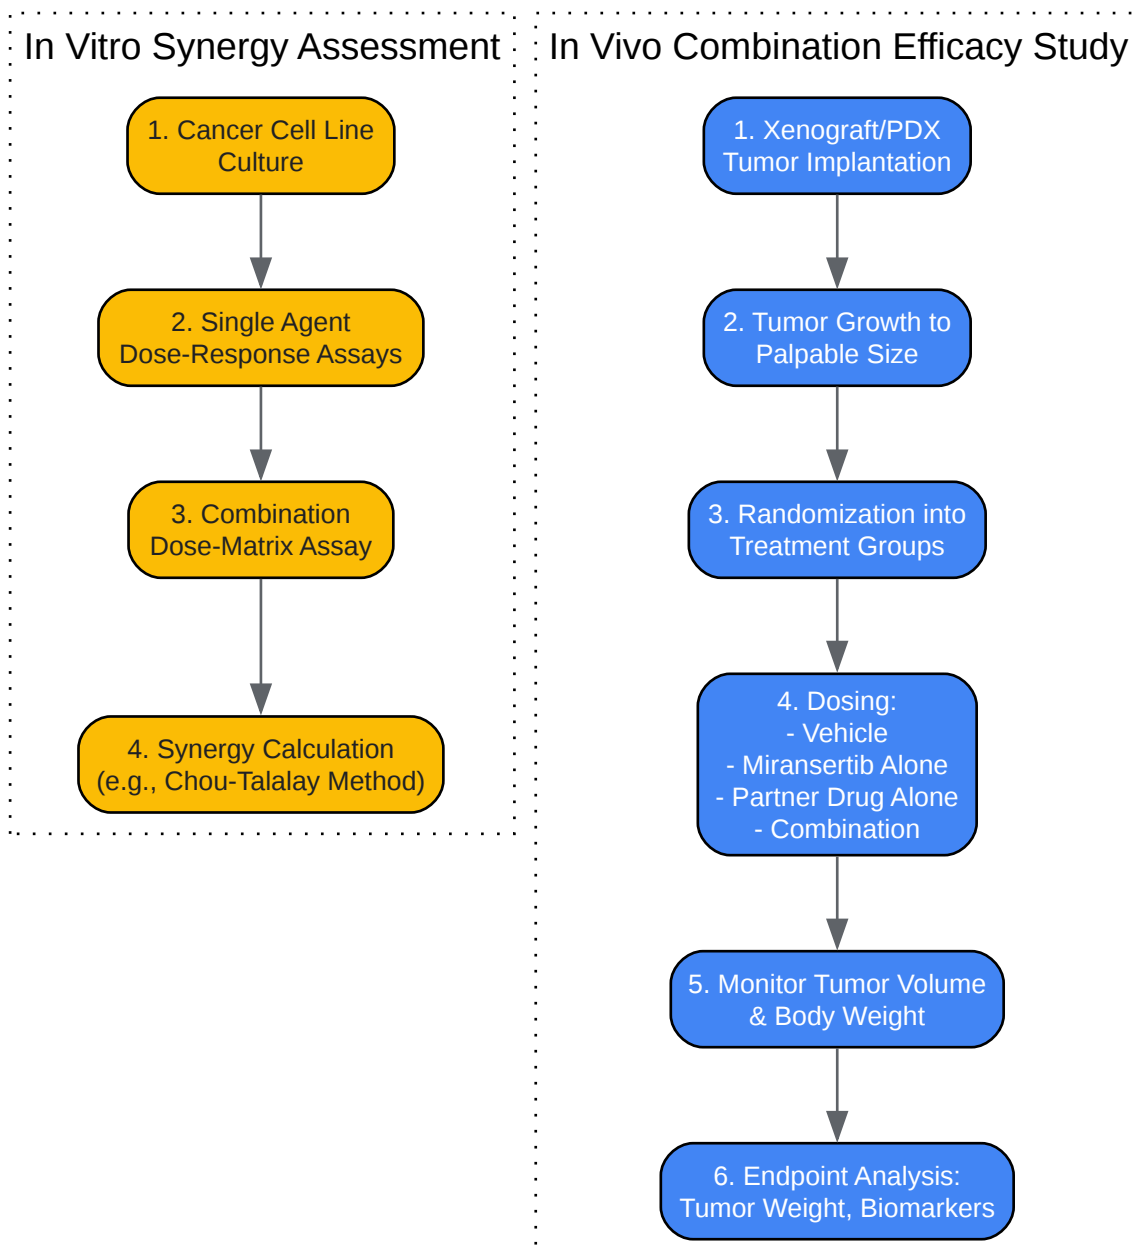 In Vitro Synergy Assessment
1. Cancer Cell Line
Culture
2. Single Agent
Dose-Response Assays
3. Combination
Dose-Matrix Assay
4. Synergy Calculation
(e.g., Chou-Talalay Method)
In Vivo Combination Efficacy Study
1. Xenograft/PDX
Tumor Implantation
2. Tumor Growth to
Palpable Size
3. Randomization into
Treatment Groups
4. Dosing:
- Vehicle
- Miransertib Alone
- Partner Drug Alone
- Combination
5. Monitor Tumor Volume
& Body Weight
6. Endpoint Analysis:
Tumor Weight, Biomarkers